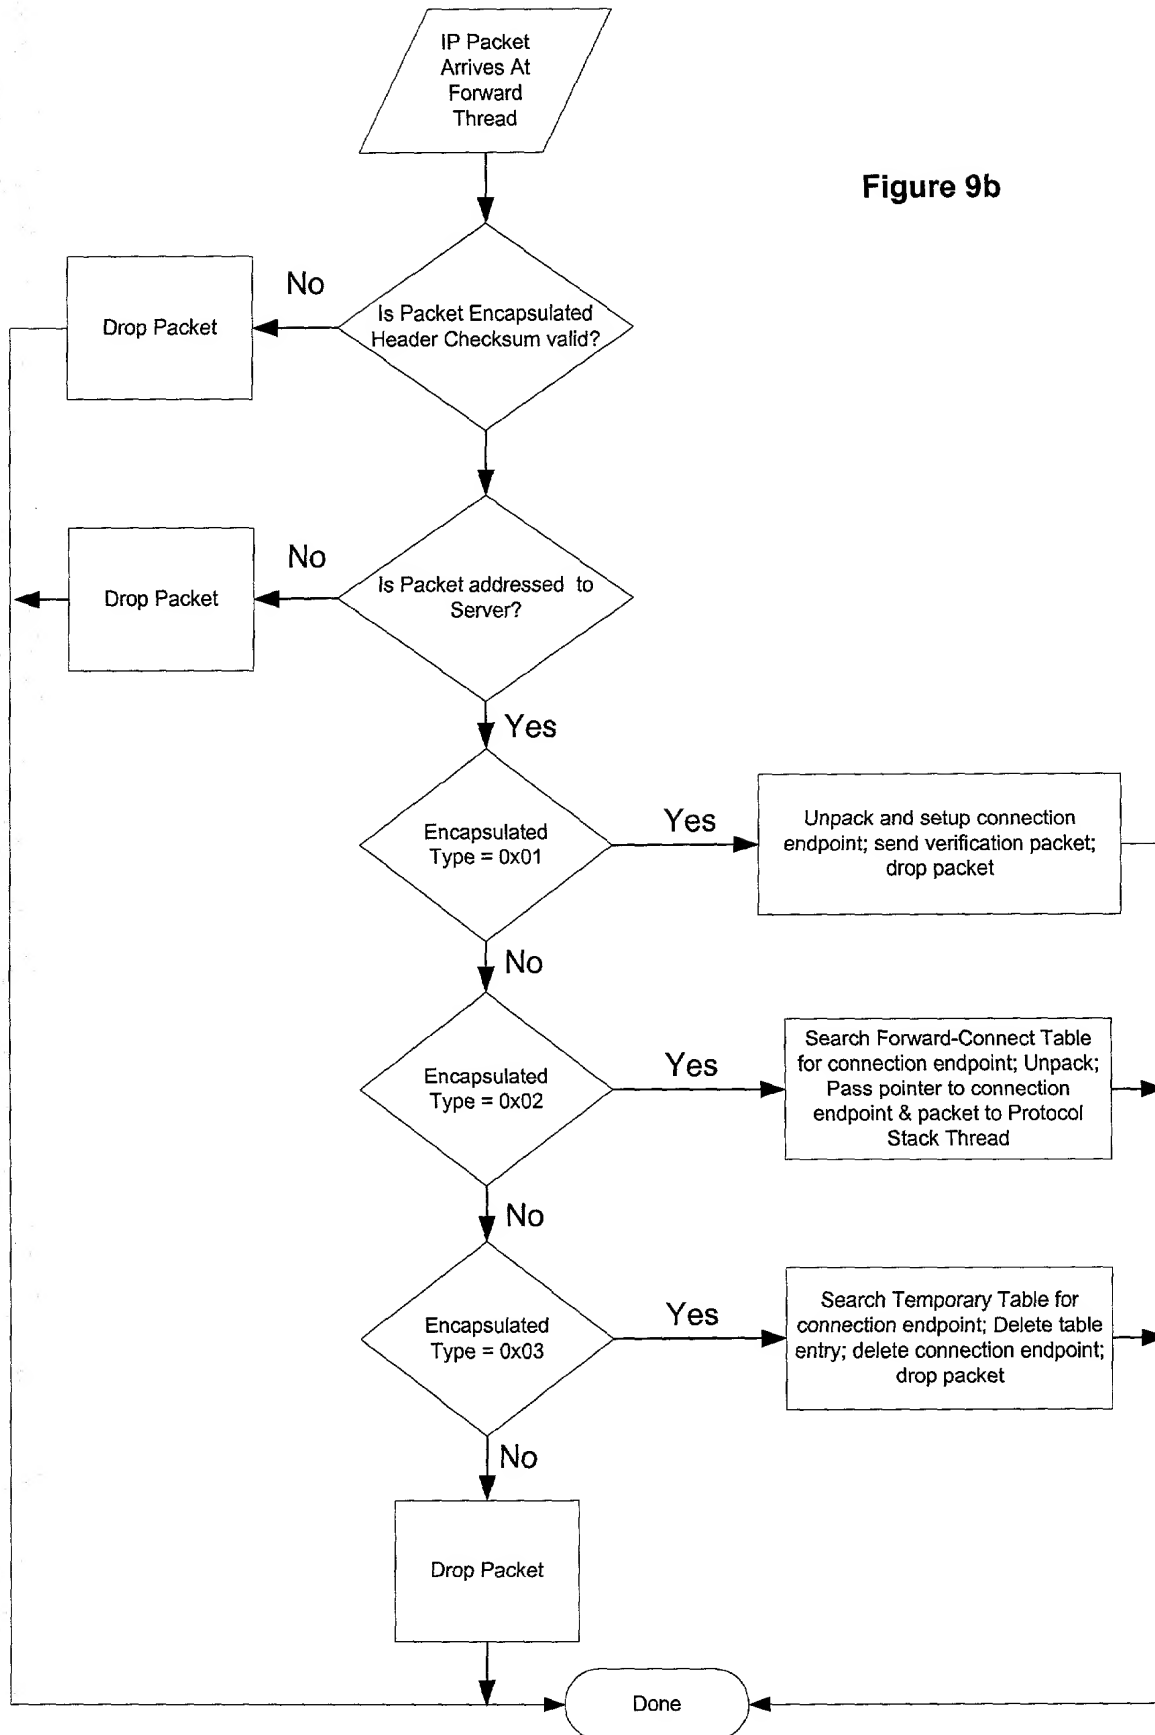 IP Packet
Arrives At
Forward
Thread
Figure 9b
No
Is Packet Encapsulated
Header Checksum valid?
Drop Packet
No
Is Packet addressed to
Server?
Drop Packet
Yes
Encapsulated
Type = 0x01
Yes
Unpack and setup connection
endpoint; send verification packet;
drop packet
No
Encapsulated
Type = 0x02
Yes
Search Forward-Connect Table
for connection endpoint; Unpack;
Pass pointer to connection
endpoint & packet to Protocol
Stack Thread
No
Encapsulated
Type = 0x03
Yes
Search Temporary Table for
connection endpoint; Delete table
entry; delete connection endpoint;
drop packet
No
Drop Packet
Done